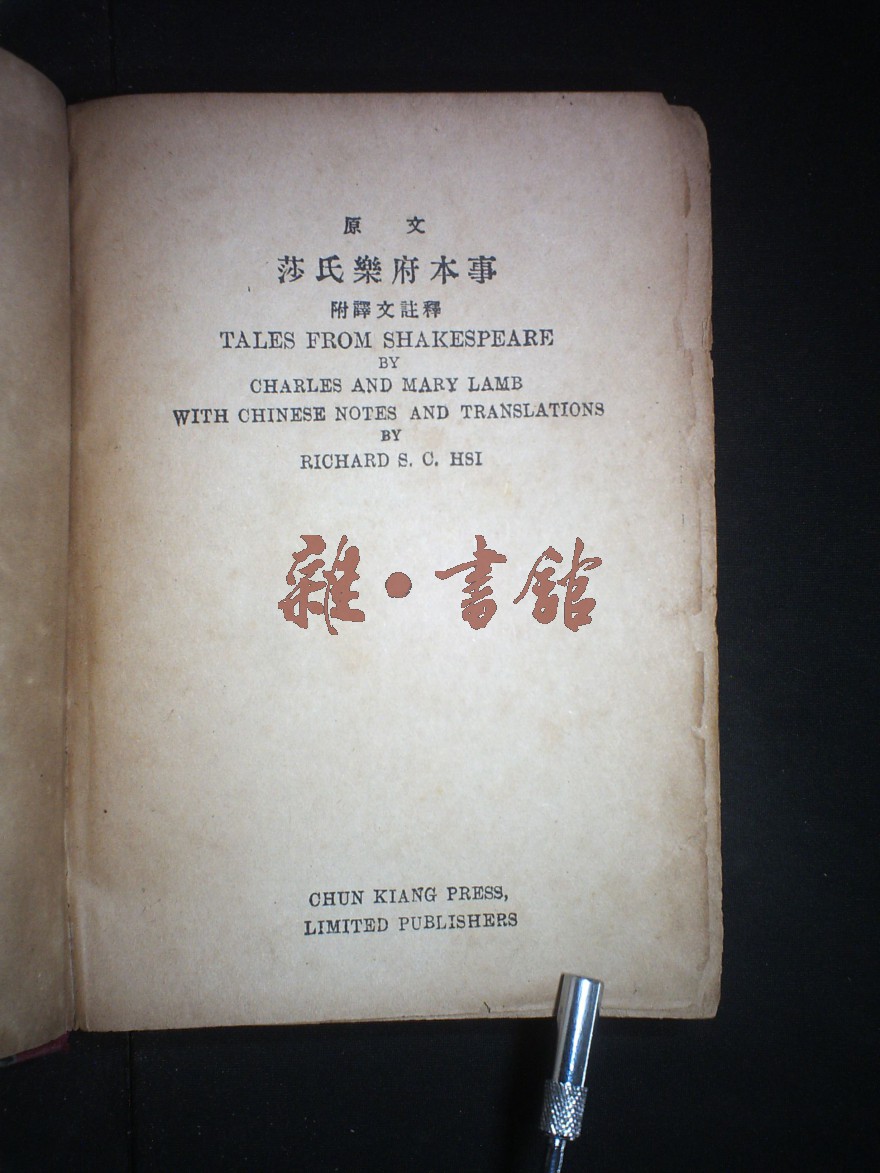 原 文
莎氏樂府本事
附譯文註釋
TALES FROM SHAKESPEARE
BY
CHARLES AND MARY LAMB
WITH CHINESE NOTES AND TRANSLATIONS
BY
RICHARD S. C. HSI
雜·書館
CHUN KIANG PRESS,
LIMITED PUBLISHERS